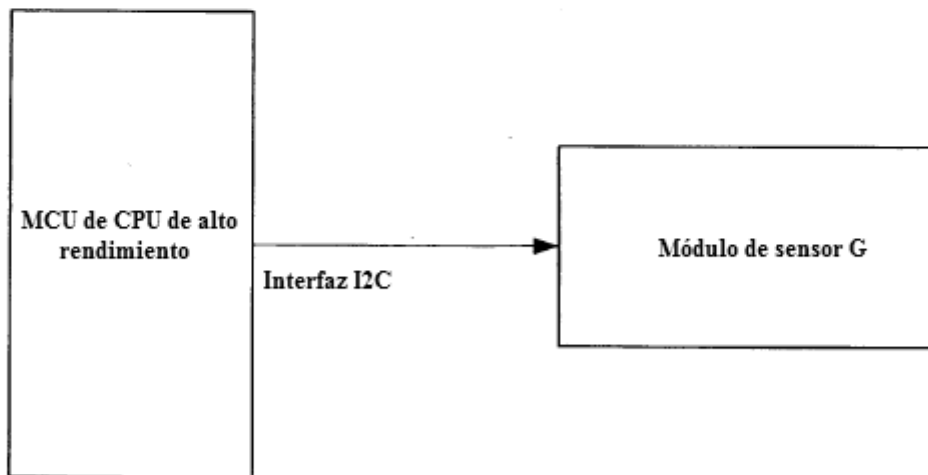 MCU de CPU de alto
rendimiento
Interfaz I2C
Módulo de sensor G